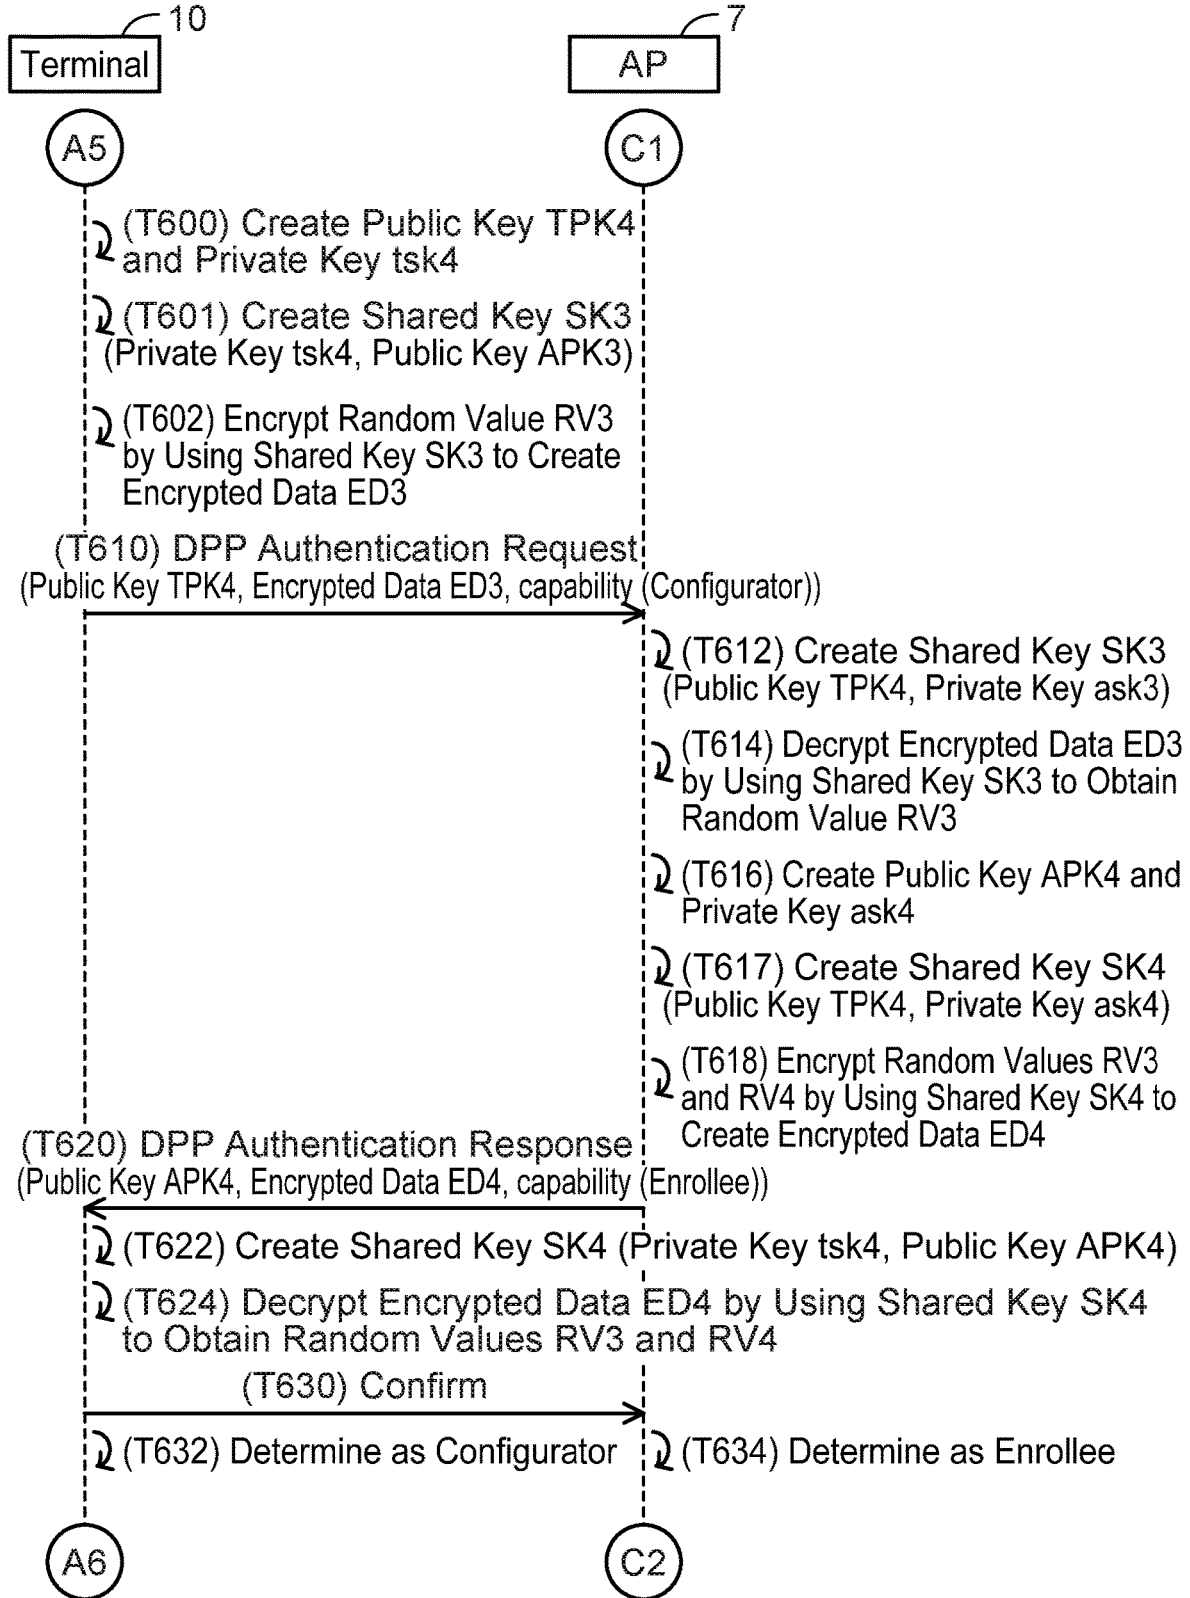 10
7
Terminal
AP
A5
C1
(T600) Create Public Key TPK4
and Private Key tsk4
(T601) Create Shared Key SK3
(Private Key tsk4, Public Key APK3)
(T602) Encrypt Random Value RV3
by Using Shared Key SK3 to Create
Encrypted Data ED3
(T610) DPP Authentication Request
(Public Key TPK4, Encrypted Data ED3, capability (Configurator))
(T612) Create Shared Key SK3
(Public Key TPK4, Private Key ask3)
(T614) Decrypt Encrypted Data ED3
by Using Shared Key SK3 to Obtain
Random Value RV3
(T616) Create Public Key APK4 and
Private Key ask4
(T617) Create Shared Key SK4
(Public Key TPK4, Private Key ask4)
(T618) Encrypt Random Values RV3
and RV4 by Using Shared Key SK4 to
Create Encrypted Data ED4
(T620) DPP Authentication Response
(Public Key APK4, Encrypted Data ED4, capability (Enrollee))
(T622) Create Shared Key SK4 (Private Key tsk4, Public Key APK4)
(T624) Decrypt Encrypted Data ED4 by Using Shared Key SK4
to Obtain Random Values RV3 and RV4
(T630) Confirm
(T632) Determine as Configurator
(T634) Determine as Enrollee
A6
C2